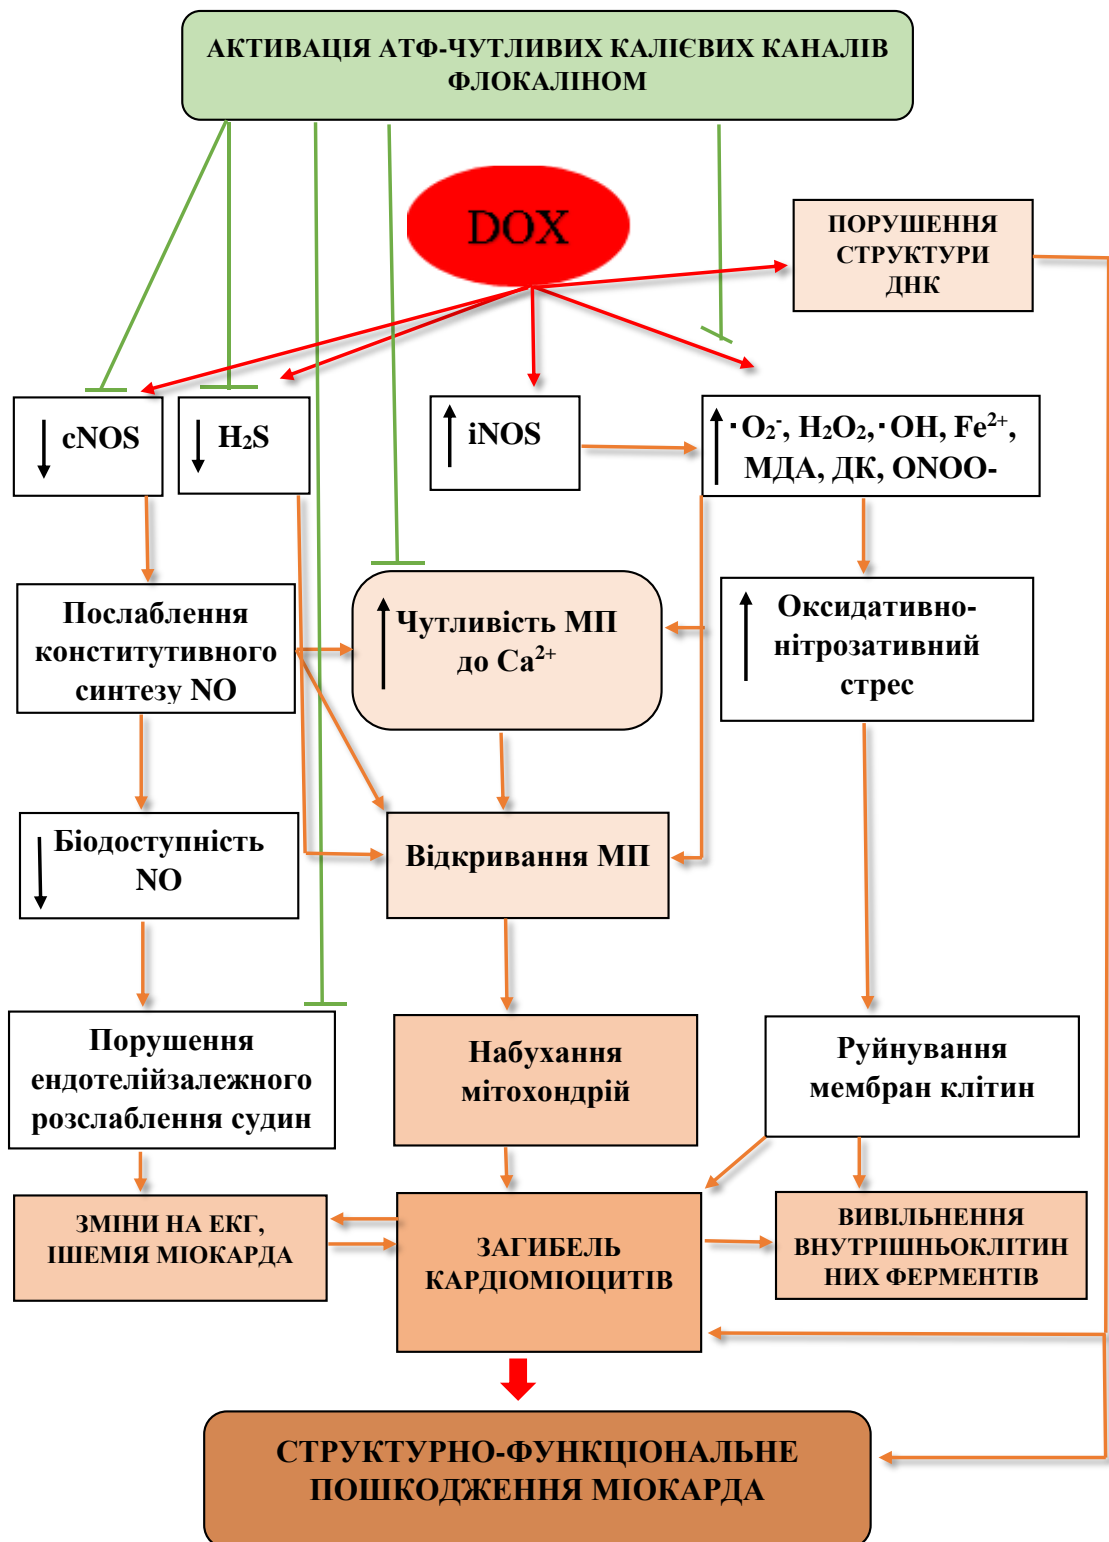 АКТИВАЦІЯ АТФ-ЧУТЛИВИХ КАЛІЄВИХ КАНАЛІВ
ФЛОКАЛІНОМ
DOX
ПОРУШЕННЯ
СТРУКТУРИ
ДНК
↓ cNOS
↓ H₂S
↑ iNOS
↑ ·O₂⁻, H₂O₂, ·OH, Fe²⁺,
МДА, ДК, ONOO-
Послаблення
конститутивного
синтезу NO
↑ Чутливість МП
до Ca²⁺
↑ Оксидативно-
нітрозативний
стрес
↓ Біодоступність
NO
Відкривання МП
Порушення
ендотелійзалежного
розслаблення судин
Набухання
мітохондрій
Руйнування
мембран клітин
ЗМІНИ НА ЕКГ,
ІШЕМІЯ МІОКАРДА
ЗАГИБЕЛЬ
КАРДІОМІОЦИТІВ
ВИВІЛЬНЕННЯ
ВНУТРІШНЬОКЛІТИН
НИХ ФЕРМЕНТІВ
СТРУКТУРНО-ФУНКЦІОНАЛЬНЕ
ПОШКОДЖЕННЯ МІОКАРДА